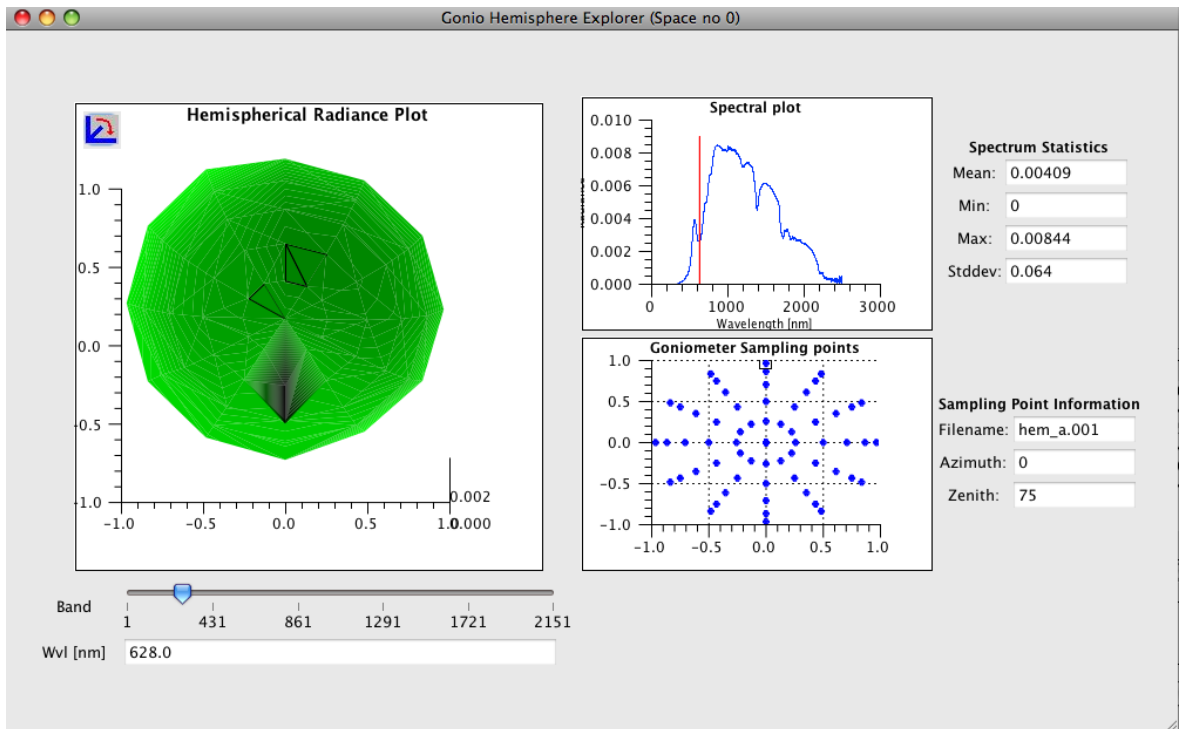 Gonio Hemisphere Explorer (Space no 0)
Hemispherical Radiance Plot
1.0
0.5
0.0
-0.5
-1.0
-1.0 -0.5 0.0 0.5
0.002
0.000
Spectral plot
0.010
0.008
0.006
0.004
0.002
0.000
0 1000 2000 3000
Wavelength [nm]
Spectrum Statistics
Mean: 0.00409
Min: 0
Max: 0.00844
Stddev: 0.064
Goniometer Sampling points
1.0
0.5
0.0
-0.5
-1.0
-1.0 -0.5 0.0 0.5 1.0
Sampling Point Information
Filename: hem_a.001
Azimuth: 0
Zenith: 75
Band
1 431 861 1291 1721 2151
Wvl [nm] 628.0